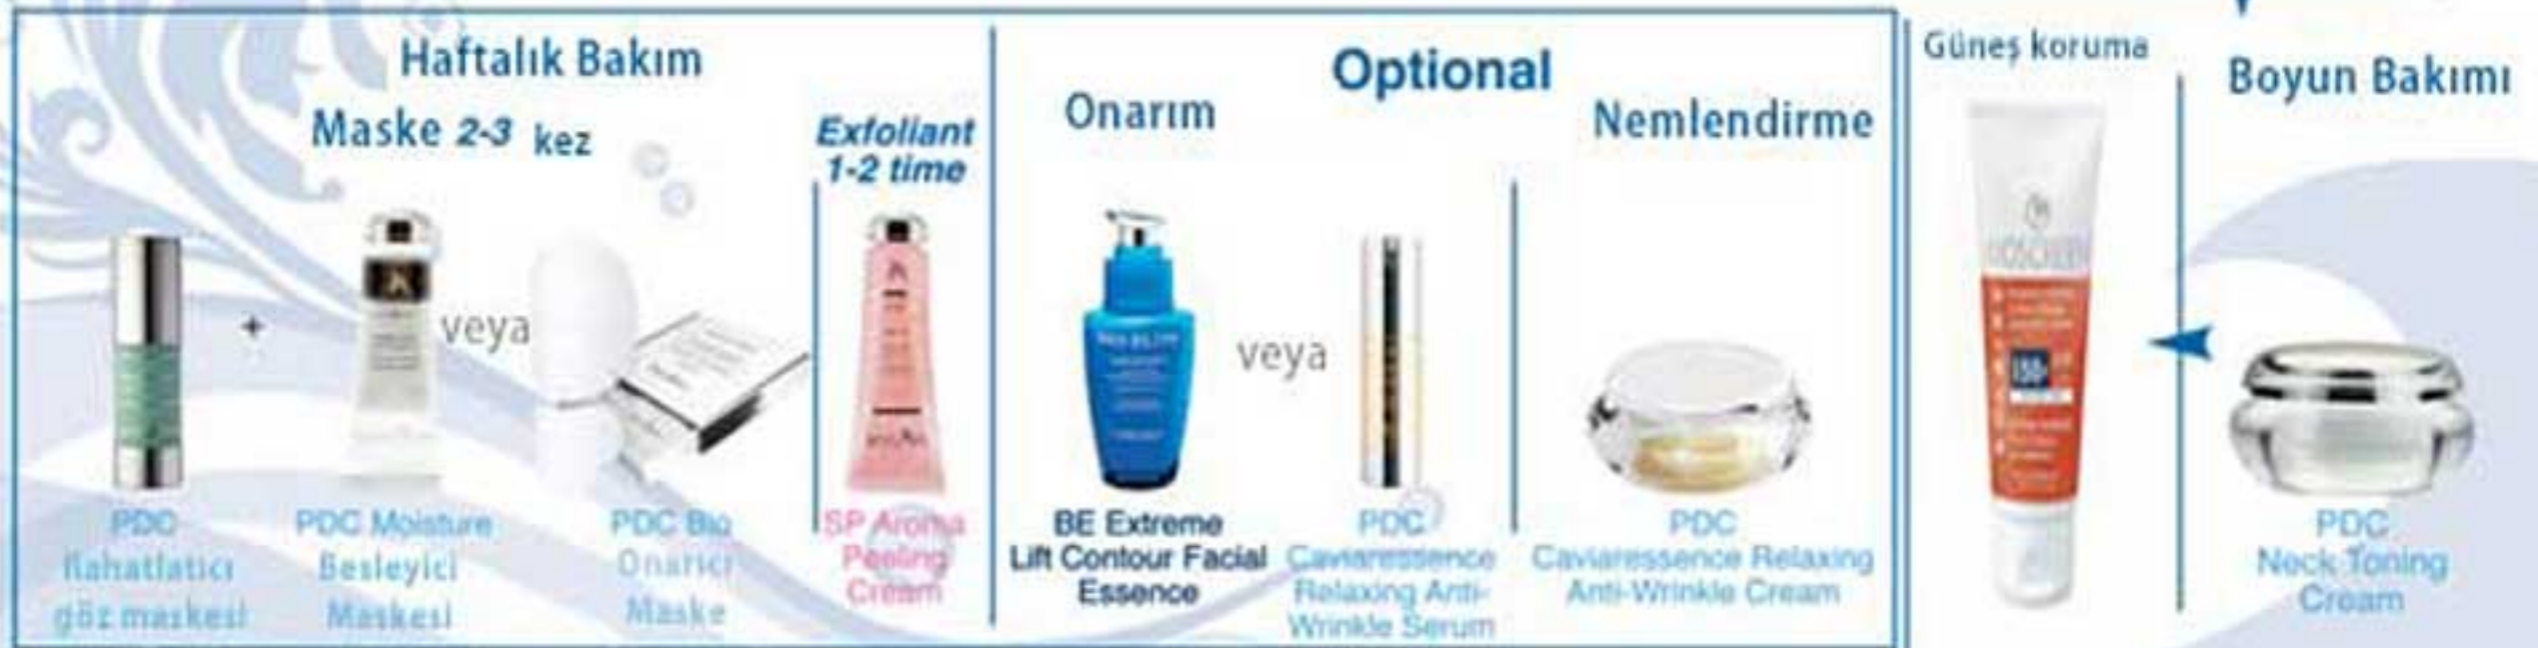 Haftalık Bakım
Maske 2-3 kez
Exfoliant
1-2 time
+
veya
PDC
Rahatlatıcı
göz maskesi
PDC Moisture
Besleyici
Maskesi
PDC Bio
Onarıcı
Maske
SP Aroma
Peeling
Cream
Optional
Onarım
Nemlendirme
veya
BE Extreme
Lift Contour Facial
Essence
PDC
Caviaressence
Relaxing Anti-
Wrinkle Serum
PDC
Caviaressence Relaxing
Anti-Wrinkle Cream
Güneş koruma
Boyun Bakımı
PDC
Neck Toning
Cream